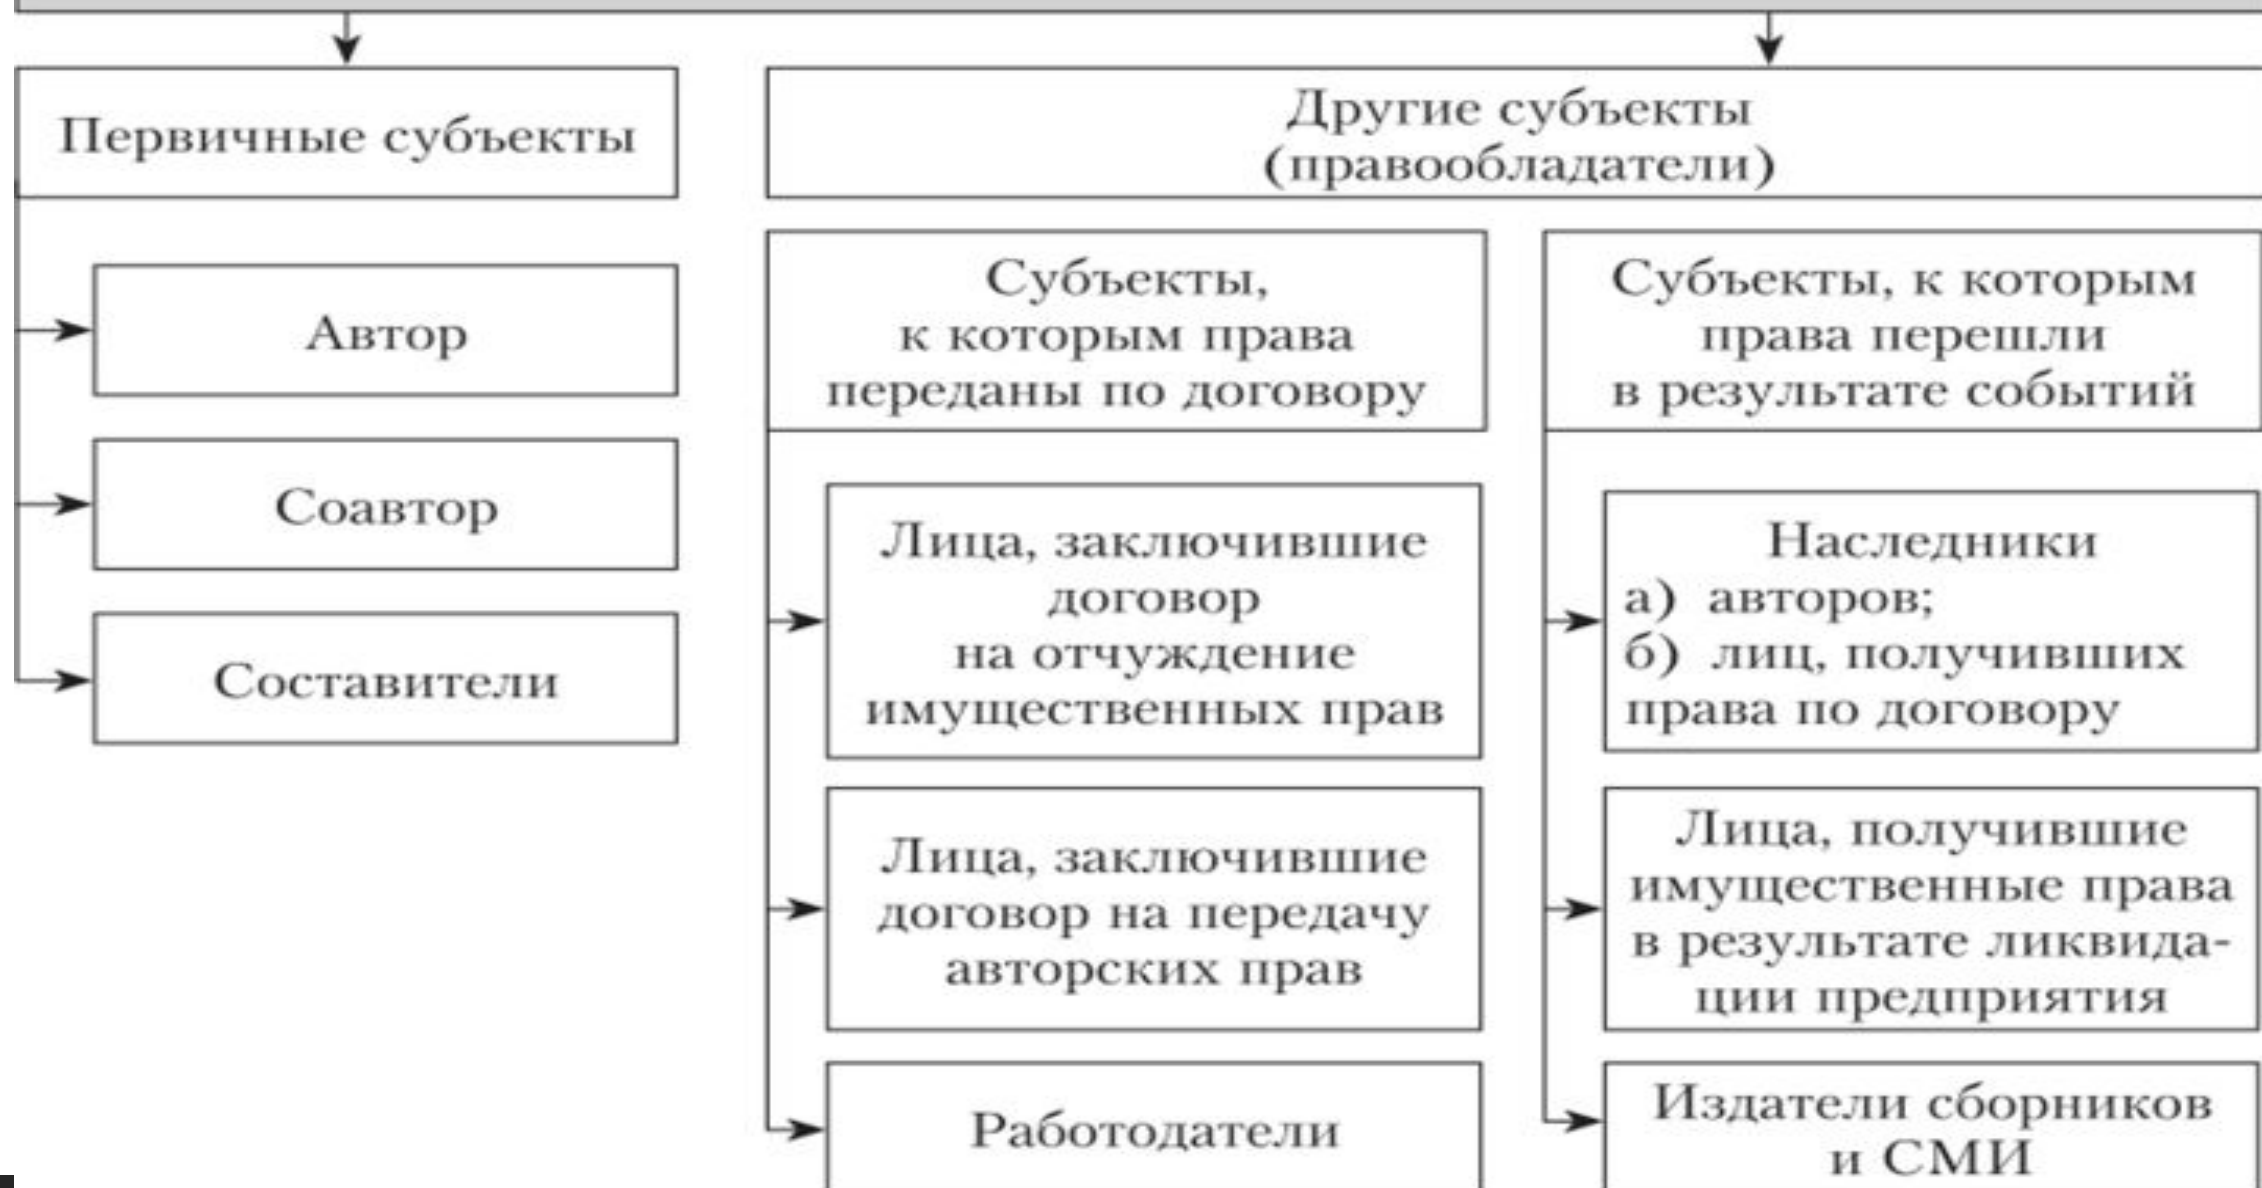 Первичные субъекты
Автор
Соавтор
Составители
Другие субъекты
(правообладатели)
Субъекты,
к которым права
переданы по договору
Лица, заключившие
договор
на отчуждение
имущественных прав
Лица, заключившие
договор на передачу
авторских прав
Работодатели
Субъекты, к которым
права перешли
в результате событий
Наследники
а) авторов;
б) лиц, получивших
права по договору
Лица, получившие
имущественные права
в результате ликвида-
ции предприятия
Издатели сборников
и СМИ